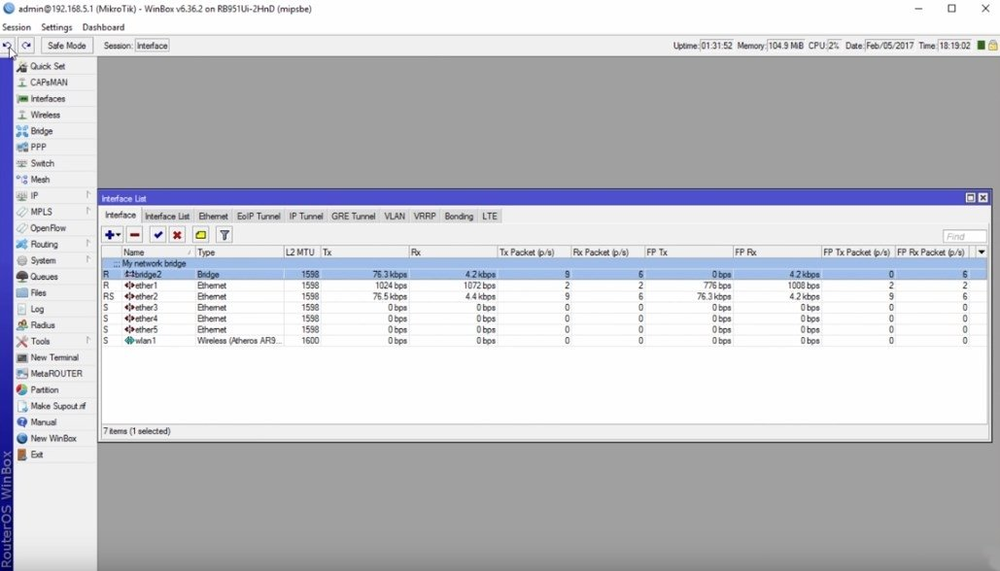 admin@192.168.5.1 (MikroTik) - WinBox v6.36.2 on RB951Ui-2HnD (mipsbe)
Session Settings Dashboard
Safe Mode Session: Interface Uptime: 01:31:52 Memory: 104.9 MiB CPU: 2% Date: Feb/05/2017 Time: 18:19:02
Quick Set
CAPsMAN
Interfaces
Wireless
Bridge
PPP
Switch
Mesh
IP
MPLS
OpenFlow
Routing
System
Queues
Files
Log
Radius
Tools
New Terminal
MetaROUTER
Partition
Make Supout.rif
Manual
New WinBox
Exit
RouterOS WinBox
Interface List
Interface Interface List Ethernet EoIP Tunnel IP Tunnel GRE Tunnel VLAN VRRP Bonding LTE
Find
Name Type L2 MTU Tx Rx Tx Packet (p/s) Rx Packet (p/s) FP Tx FP Rx FP Tx Packet (p/s) FP Rx Packet (p/s)
::: My network bridge
R bridge2 Bridge 1598 76.3 kbps 4.2 kbps 9 6 0 bps 4.2 kbps 0 6
R ether1 Ethernet 1598 1024 bps 1072 bps 2 2 776 bps 1008 bps 2 2
RS ether2 Ethernet 1598 76.5 kbps 4.4 kbps 9 6 76.3 kbps 4.2 kbps 9 6
S ether3 Ethernet 1598 0 bps 0 bps 0 0 0 bps 0 bps 0 0
S ether4 Ethernet 1598 0 bps 0 bps 0 0 0 bps 0 bps 0 0
S ether5 Ethernet 1598 0 bps 0 bps 0 0 0 bps 0 bps 0 0
S wlan1 Wireless (Atheros AR9... 1600 0 bps 0 bps 0 0 0 bps 0 bps 0 0
7 items (1 selected)